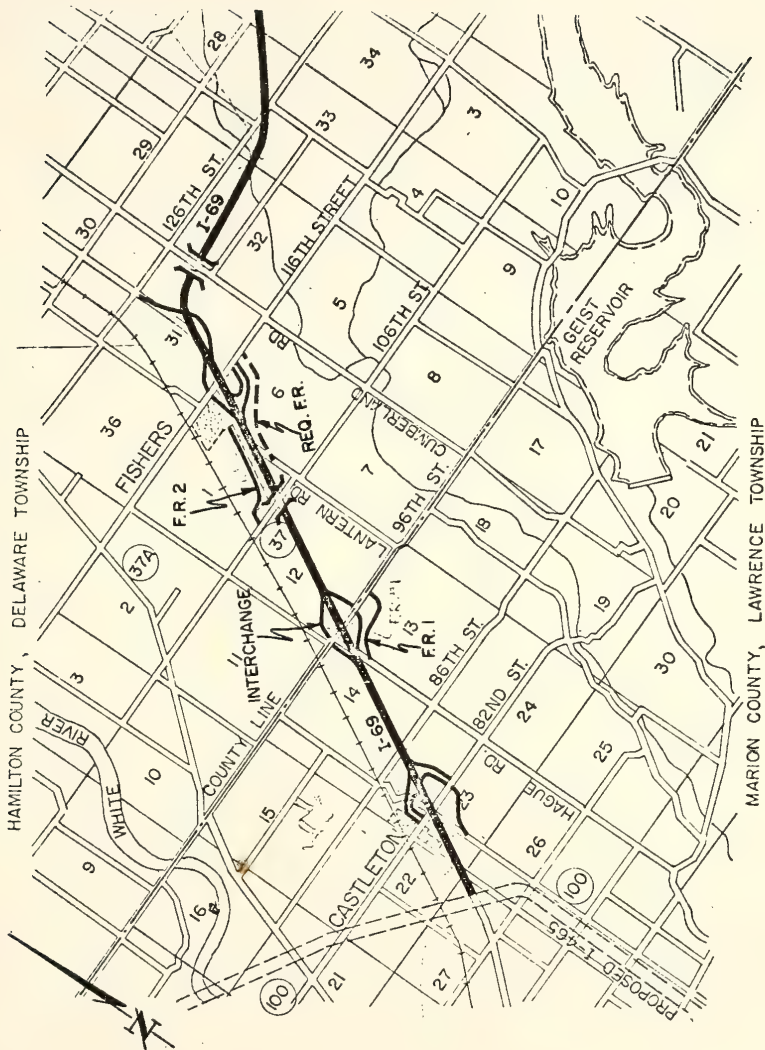 HAMILTON COUNTY, DELAWARE TOWNSHIP
MARION COUNTY, LAWRENCE TOWNSHIP
28
29
30
34
33
3
126TH ST.
I-69
32
116TH STREET
4
10
31
5
106TH ST.
9
GEIST
RESERVOIR
36
FISHERS
RD
6
REQ. F.R.
8
CUMBERLAND
F.R. 2
7
17
21
37A
37
LANTERN RD
96TH ST.
18
20
2
12
INTERCHANGE
13
F.R. 1
19
3
11
14
86TH ST.
30
RIVER
COUNTY LINE
I-69
82ND ST.
24
10
WHITE
15
23
RD
HAGUE
25
9
16
CASTLETON
22
26
100
21
27
100
PROPOSED I-465
N